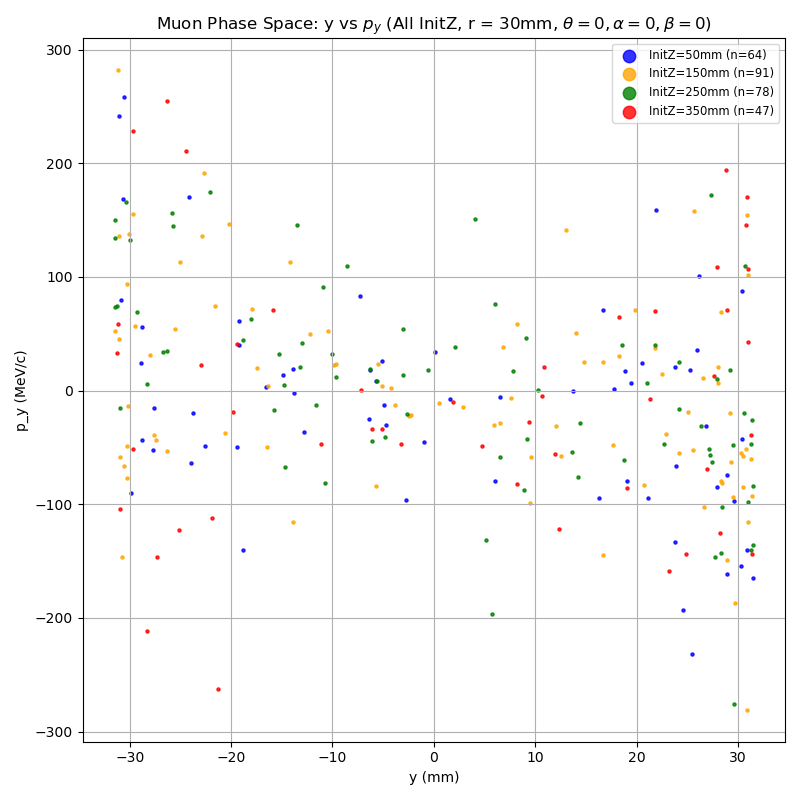 Muon Phase Space: y vs $p_y$ (All InitZ, r = 30mm, θ = 0, α = 0, β = 0)
InitZ=50mm (n=64)
InitZ=150mm (n=91)
InitZ=250mm (n=78)
InitZ=350mm (n=47)
300
200
100
0
−100
−200
−300
p_y (MeV/c)
−30 −20 −10 0 10 20 30
y (mm)